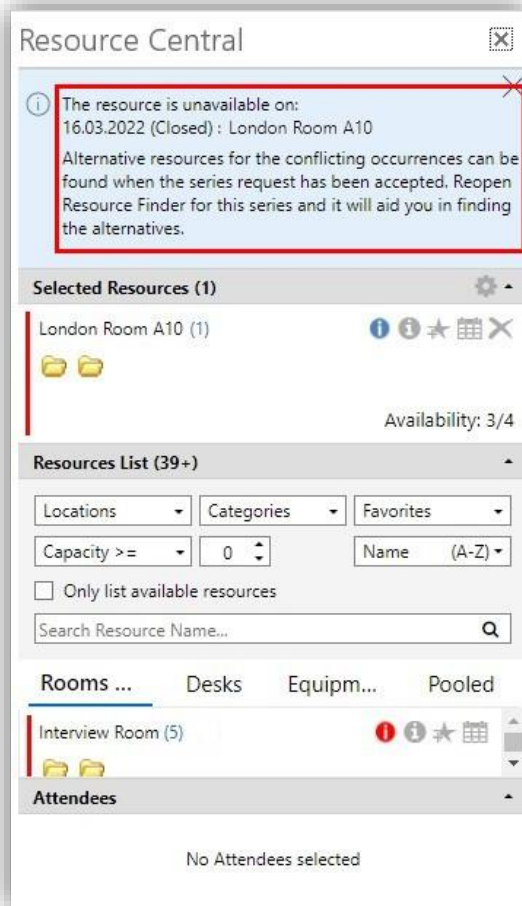 Resource Central
The resource is unavailable on:
16.03.2022 (Closed) : London Room A10
Alternative resources for the conflicting occurrences can be
found when the series request has been accepted. Reopen
Resource Finder for this series and it will aid you in finding
the alternatives.
Selected Resources (1)
London Room A10 (1)
Availability: 3/4
Resources List (39+)
Locations Categories Favorites
Capacity >= 0 Name (A-Z)
Only list available resources
Search Resource Name...
Rooms ... Desks Equipm... Pooled
Interview Room (5)
Attendees
No Attendees selected